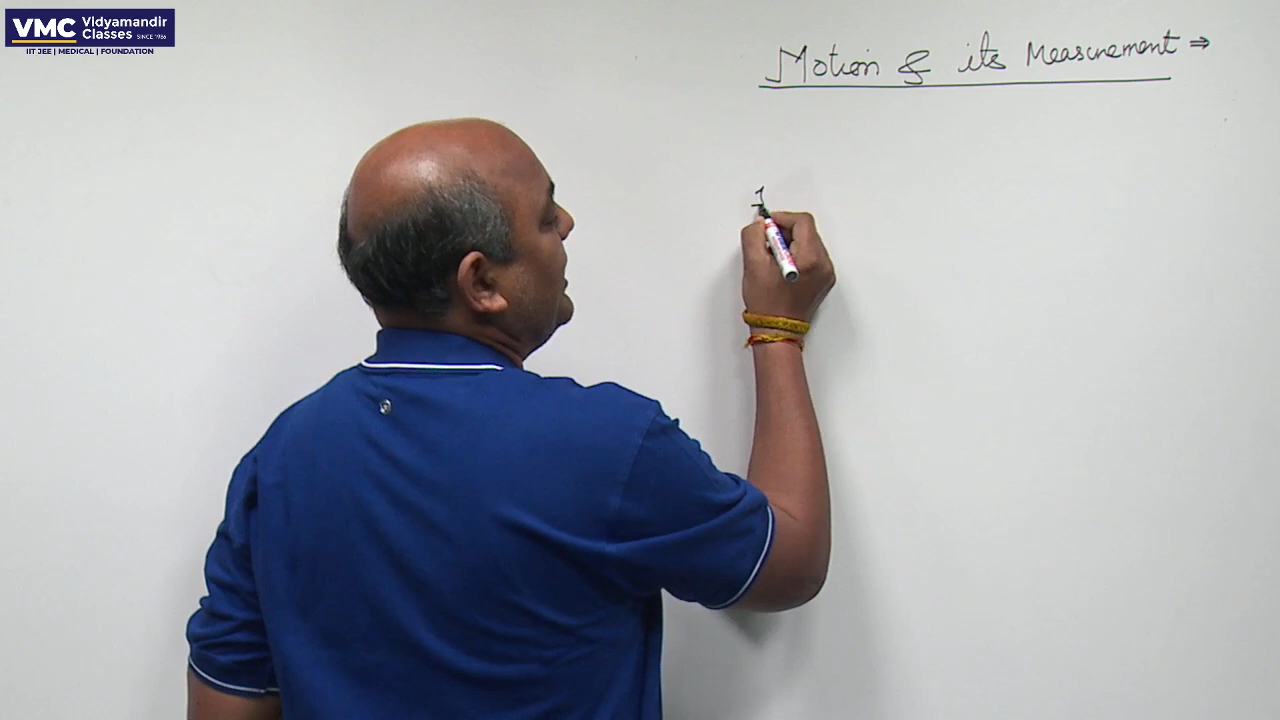 VMC Vidyamandir Classes SINCE 1986
IIT JEE | MEDICAL | FOUNDATION
Motion & its Measurement ⇒